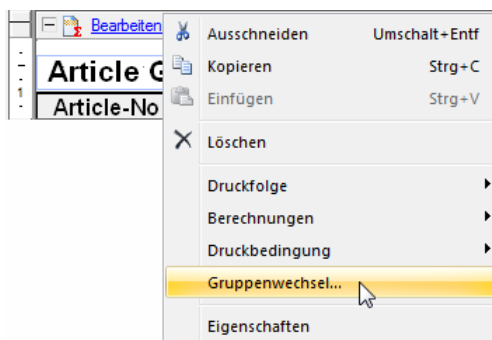 Bearbeiten
Article G
Article-No
1
Ausschneiden Umschalt+Entf
Kopieren Strg+C
Einfügen Strg+V
Löschen
Druckfolge
Berechnungen
Druckbedingung
Gruppenwechsel...
Eigenschaften